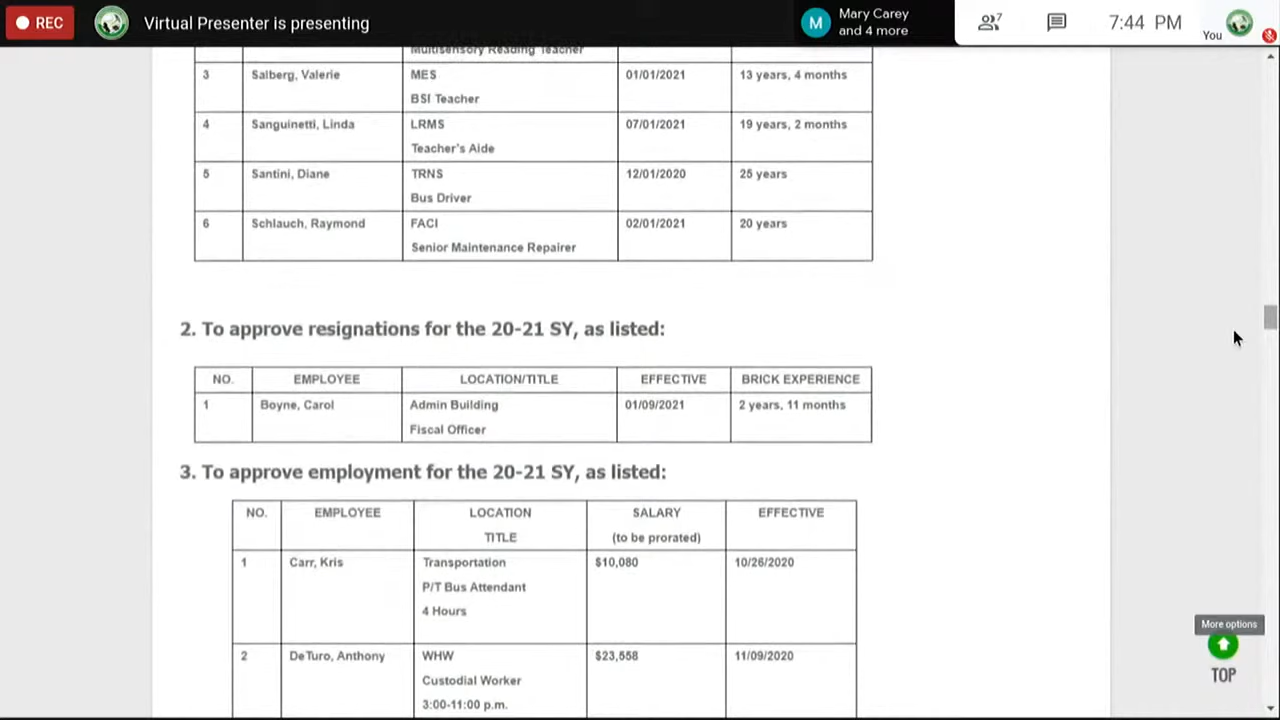 REC
Virtual Presenter is presenting
M
Mary Carey
and 4 more
7
7:44 PM
You
Multisensory Reading Teacher
3 Salberg, Valerie MES 01/01/2021 13 years, 4 months
BSI Teacher
4 Sanguinetti, Linda LRMS 07/01/2021 19 years, 2 months
Teacher's Aide
5 Santini, Diane TRNS 12/01/2020 25 years
Bus Driver
6 Schlauch, Raymond FACI 02/01/2021 20 years
Senior Maintenance Repairer
2. To approve resignations for the 20-21 SY, as listed:
NO. EMPLOYEE LOCATION/TITLE EFFECTIVE BRICK EXPERIENCE
1 Boyne, Carol Admin Building 01/09/2021 2 years, 11 months
Fiscal Officer
3. To approve employment for the 20-21 SY, as listed:
NO. EMPLOYEE LOCATION SALARY EFFECTIVE
TITLE (to be prorated)
1 Carr, Kris Transportation $10,080 10/26/2020
P/T Bus Attendant
4 Hours
More options
2 DeTuro, Anthony WHW $23,558 11/09/2020
TOP
Custodial Worker
3:00-11:00 p.m.